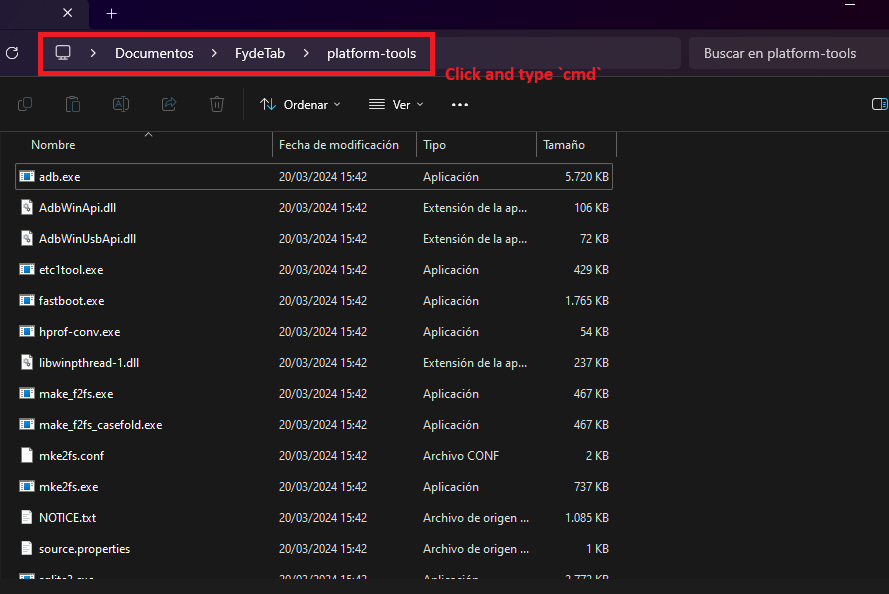 Documentos FydeTab platform-tools Buscar en platform-tools
Click and type `cmd`
Ordenar Ver
Nombre Fecha de modificación Tipo Tamaño
adb.exe 20/03/2024 15:42 Aplicación 5.720 KB
AdbWinApi.dll 20/03/2024 15:42 Extensión de la ap... 106 KB
AdbWinUsbApi.dll 20/03/2024 15:42 Extensión de la ap... 72 KB
etc1tool.exe 20/03/2024 15:42 Aplicación 429 KB
fastboot.exe 20/03/2024 15:42 Aplicación 1.765 KB
hprof-conv.exe 20/03/2024 15:42 Aplicación 54 KB
libwinpthread-1.dll 20/03/2024 15:42 Extensión de la ap... 237 KB
make_f2fs.exe 20/03/2024 15:42 Aplicación 467 KB
make_f2fs_casefold.exe 20/03/2024 15:42 Aplicación 467 KB
mke2fs.conf 20/03/2024 15:42 Archivo CONF 2 KB
mke2fs.exe 20/03/2024 15:42 Aplicación 737 KB
NOTICE.txt 20/03/2024 15:42 Archivo de origen ... 1.085 KB
source.properties 20/03/2024 15:42 Archivo de origen ... 1 KB
20/03/2024 15:42 Aplicación